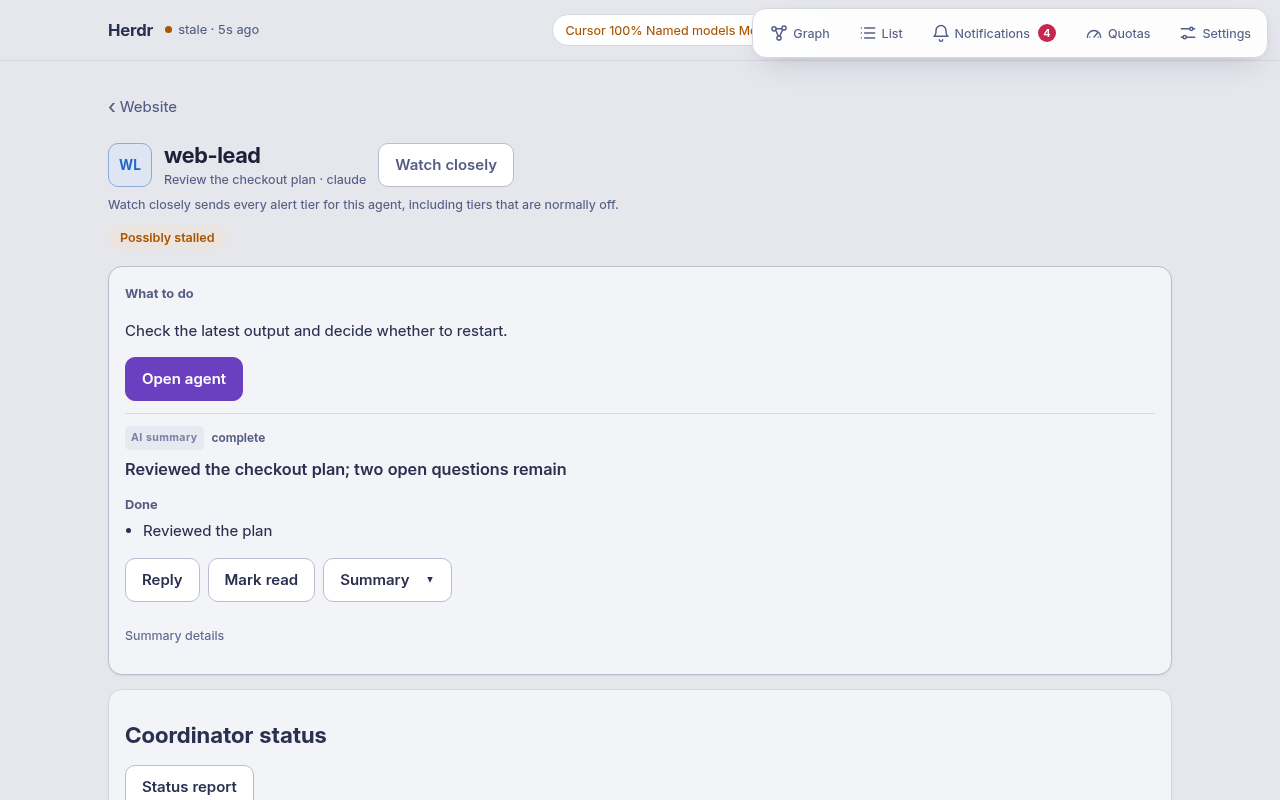 Herdr
stale · 5s ago
Cursor 100% Named models
Graph
List
Notifications 4
Quotas
Settings
‹ Website
WL
web-lead
Review the checkout plan · claude
Watch closely
Watch closely sends every alert tier for this agent, including tiers that are normally off.
Possibly stalled
What to do
Check the latest output and decide whether to restart.
Open agent
AI summary complete
Reviewed the checkout plan; two open questions remain
Done
• Reviewed the plan
Reply
Mark read
Summary ▾
Summary details
Coordinator status
Status report